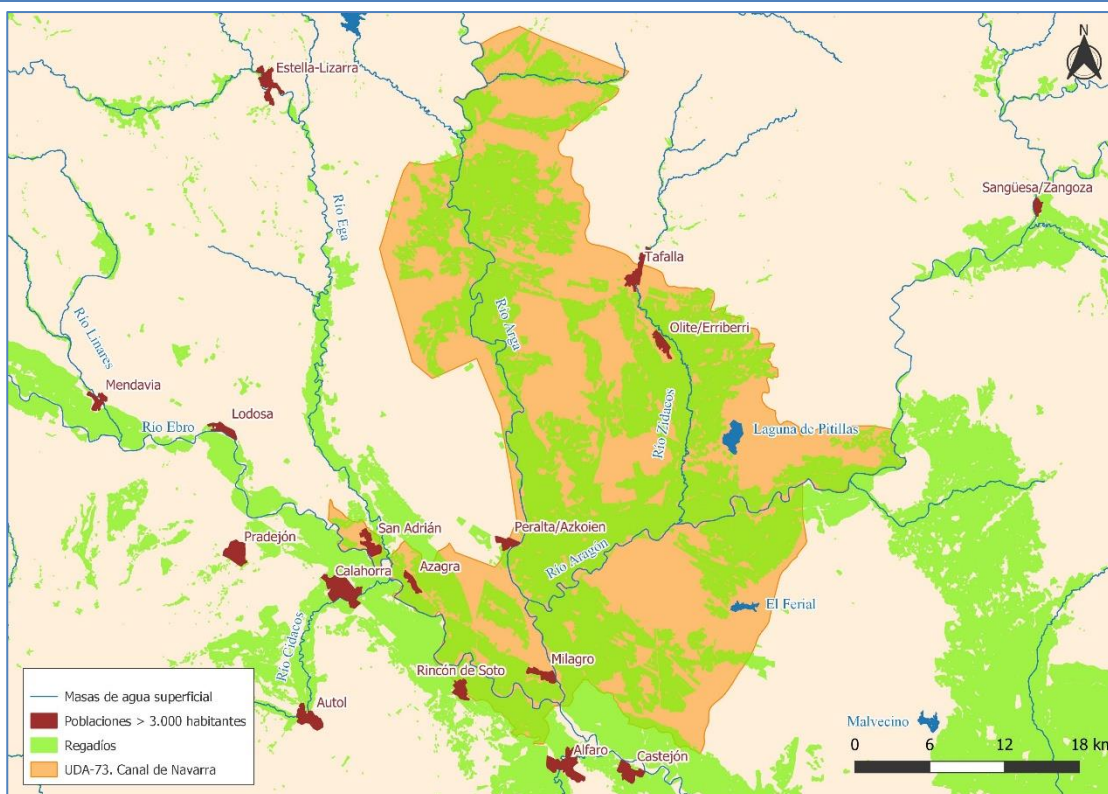 N
Estella-Lizarra
Sangüesa/Zangoza
Río Ega
Tafalla
Río Arga
Olite/Erriberri
Río Linares
Mendavia
Lodosa
Río Ebro
Río Zidacos
Laguna de Pitillas
San Adrián
Peralta/Azkoien
Pradejón
Río Aragón
Azagra
Calahorra
El Ferial
Río Cidacos
Milagro
Rincón de Soto
Autol
Malvecino
Alfaro
Castejón
Masas de agua superficial
Poblaciones > 3.000 habitantes
Regadíos
UDA-73. Canal de Navarra
0 6 12 18 km